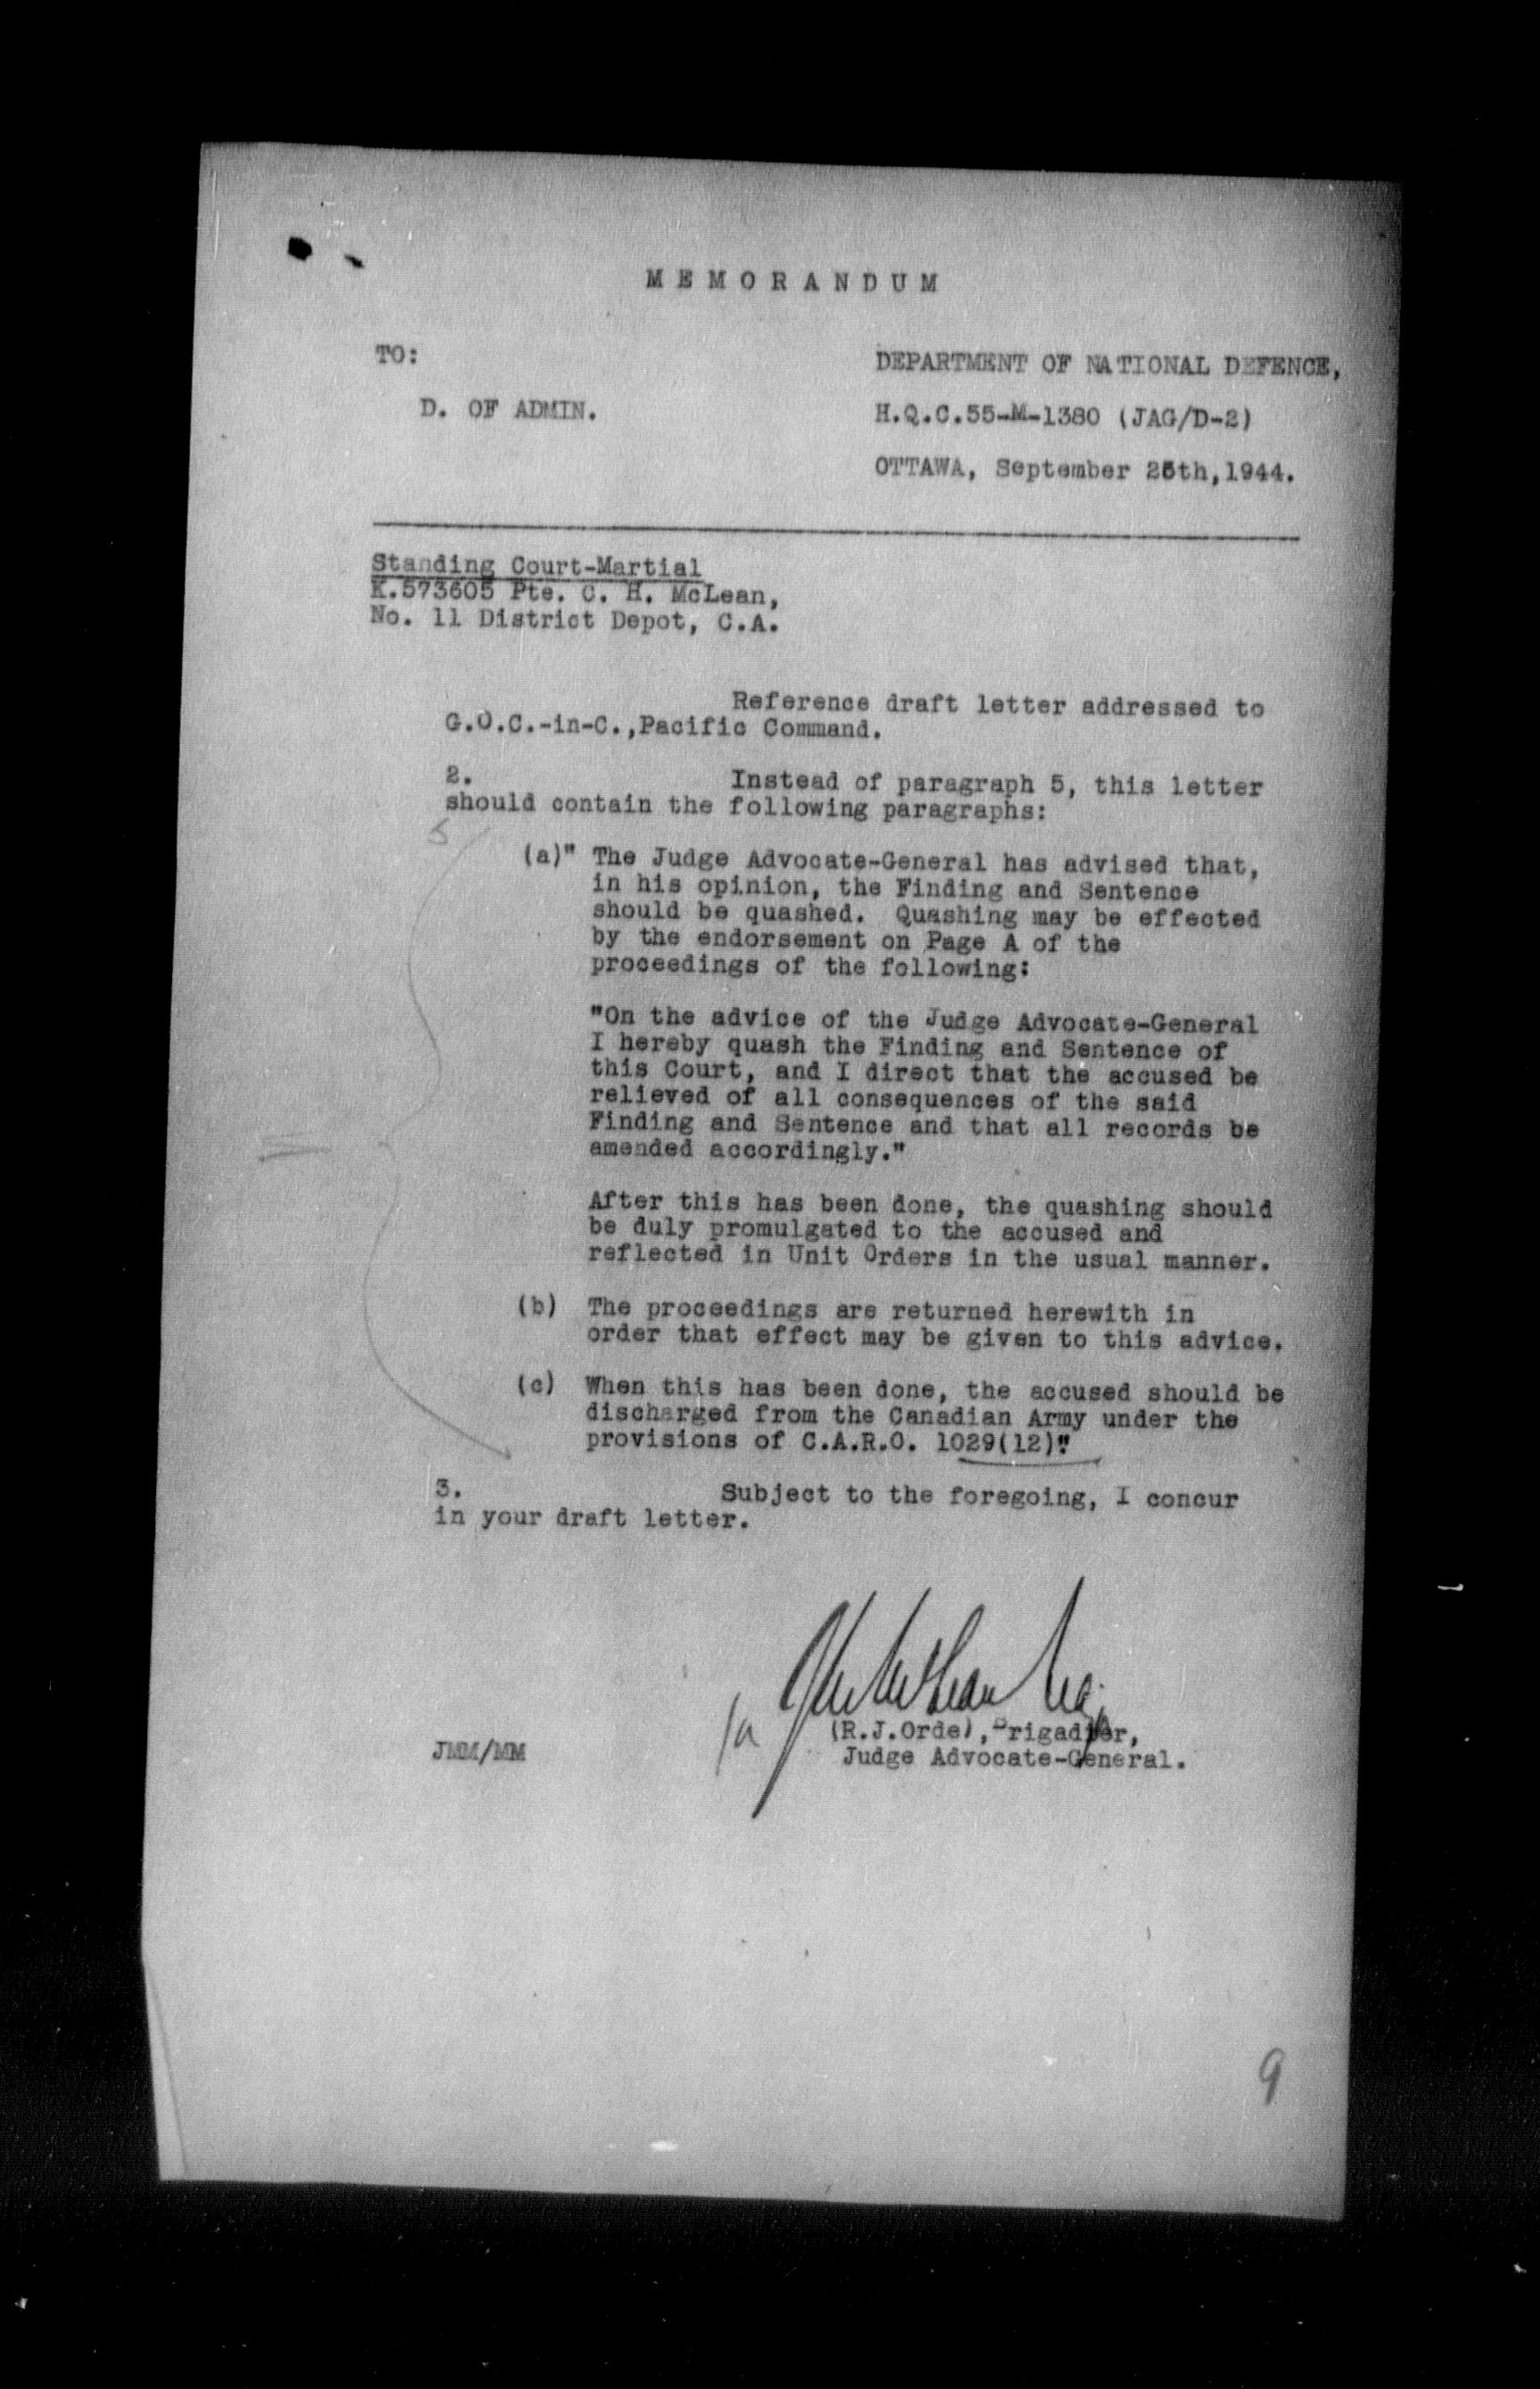 MEMORANDUM
TO:
DEPARTMENT OF NATIONAL DEFENCE,
D. OF ADMIN.
H.Q.C.55-M-1380 (JAG/D-2)
OTTAWA, September 25th,1944.
Standing Court-Martial
K.573605 Pte. C. H. McLean,
No. 11 District Depot, C.A.
Reference draft letter addressed to
G.O.C.-in-C.,Pacific Command.
2. Instead of paragraph 5, this letter
should contain the following paragraphs:
5
(a)" The Judge Advocate-General has advised that,
in his opinion, the Finding and Sentence
should be quashed. Quashing may be effected
by the endorsement on Page A of the
proceedings of the following:
"On the advice of the Judge Advocate-General
I hereby quash the Finding and Sentence of
this Court, and I direct that the accused be
relieved of all consequences of the said
Finding and Sentence and that all records be
amended accordingly."
After this has been done, the quashing should
be duly promulgated to the accused and
reflected in Unit Orders in the usual manner.
(b) The proceedings are returned herewith in
order that effect may be given to this advice.
(c) When this has been done, the accused should be
discharged from the Canadian Army under the
provisions of C.A.R.O. 1029(12)."
3. Subject to the foregoing, I concur
in your draft letter.
(R.J.Orde), Brigadier,
JMM/MM
Judge Advocate-General.
9